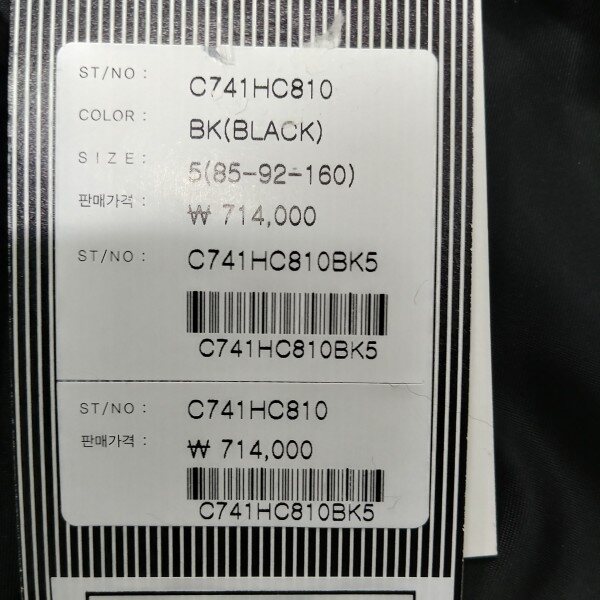 ST/NO : C741HC810
COLOR : BK(BLACK)
SIZE : 5(85-92-160)
판매가격 : ₩ 714,000
ST/NO : C741HC810BK5
C741HC810BK5
ST/NO : C741HC810
판매가격 : ₩ 714,000
C741HC810BK5